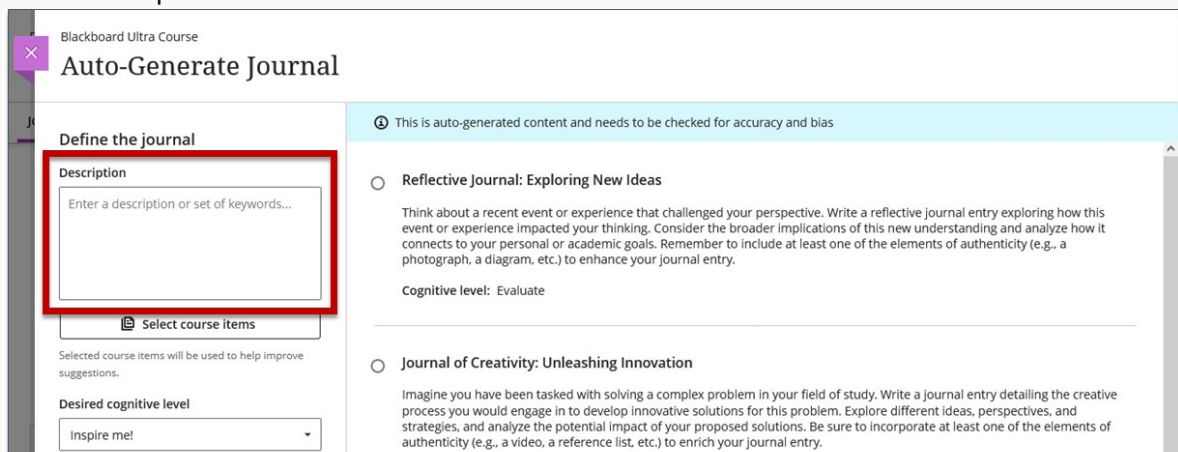 Blackboard Ultra Course
Auto-Generate Journal
Define the journal
Description
Enter a description or set of keywords...
Select course items
Selected course items will be used to help improve
suggestions.
Desired cognitive level
Inspire me!
This is auto-generated content and needs to be checked for accuracy and bias
Reflective Journal: Exploring New Ideas
Think about a recent event or experience that challenged your perspective. Write a reflective journal entry exploring how this
event or experience impacted your thinking. Consider the broader implications of this new understanding and analyze how it
connects to your personal or academic goals. Remember to include at least one of the elements of authenticity (e.g., a
photograph, a diagram, etc.) to enhance your journal entry.
Cognitive level: Evaluate
Journal of Creativity: Unleashing Innovation
Imagine you have been tasked with solving a complex problem in your field of study. Write a journal entry detailing the creative
process you would engage in to develop innovative solutions for this problem. Explore different ideas, perspectives, and
strategies, and analyze the potential impact of your proposed solutions. Be sure to incorporate at least one of the elements of
authenticity (e.g., a video, a reference list, etc.) to enrich your journal entry.